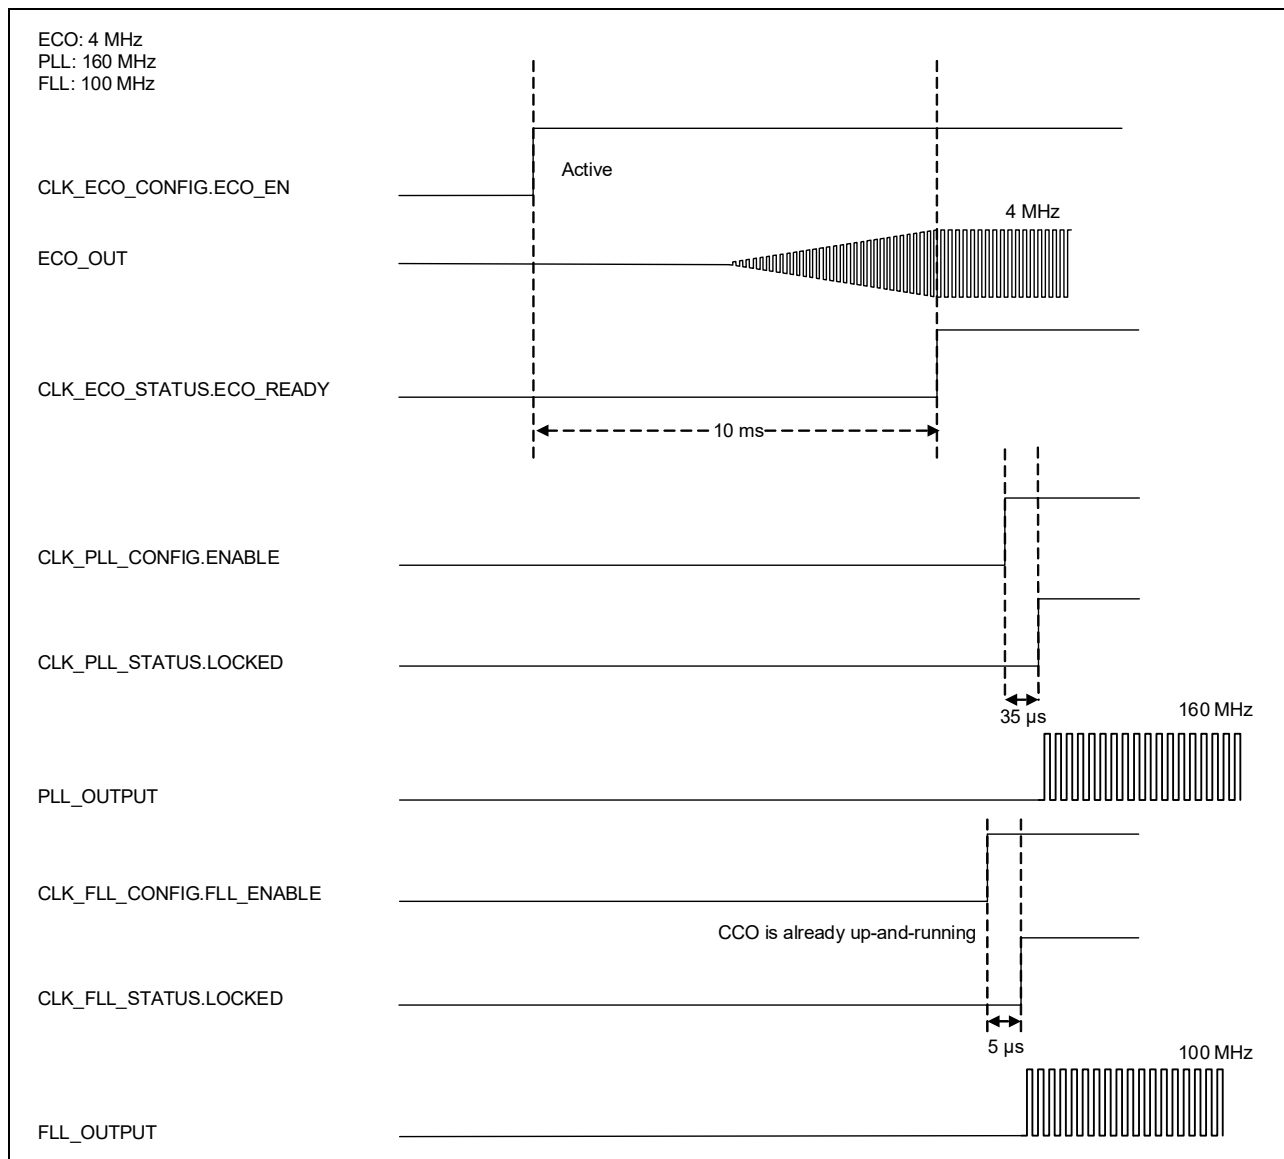 ECO: 4 MHz
PLL: 160 MHz
FLL: 100 MHz
Active
CLK_ECO_CONFIG.ECO_EN
4 MHz
ECO_OUT
CLK_ECO_STATUS.ECO_READY
10 ms
CLK_PLL_CONFIG.ENABLE
CLK_PLL_STATUS.LOCKED
35 µs
160 MHz
PLL_OUTPUT
CLK_FLL_CONFIG.FLL_ENABLE
CCO is already up-and-running
CLK_FLL_STATUS.LOCKED
5 µs
100 MHz
FLL_OUTPUT